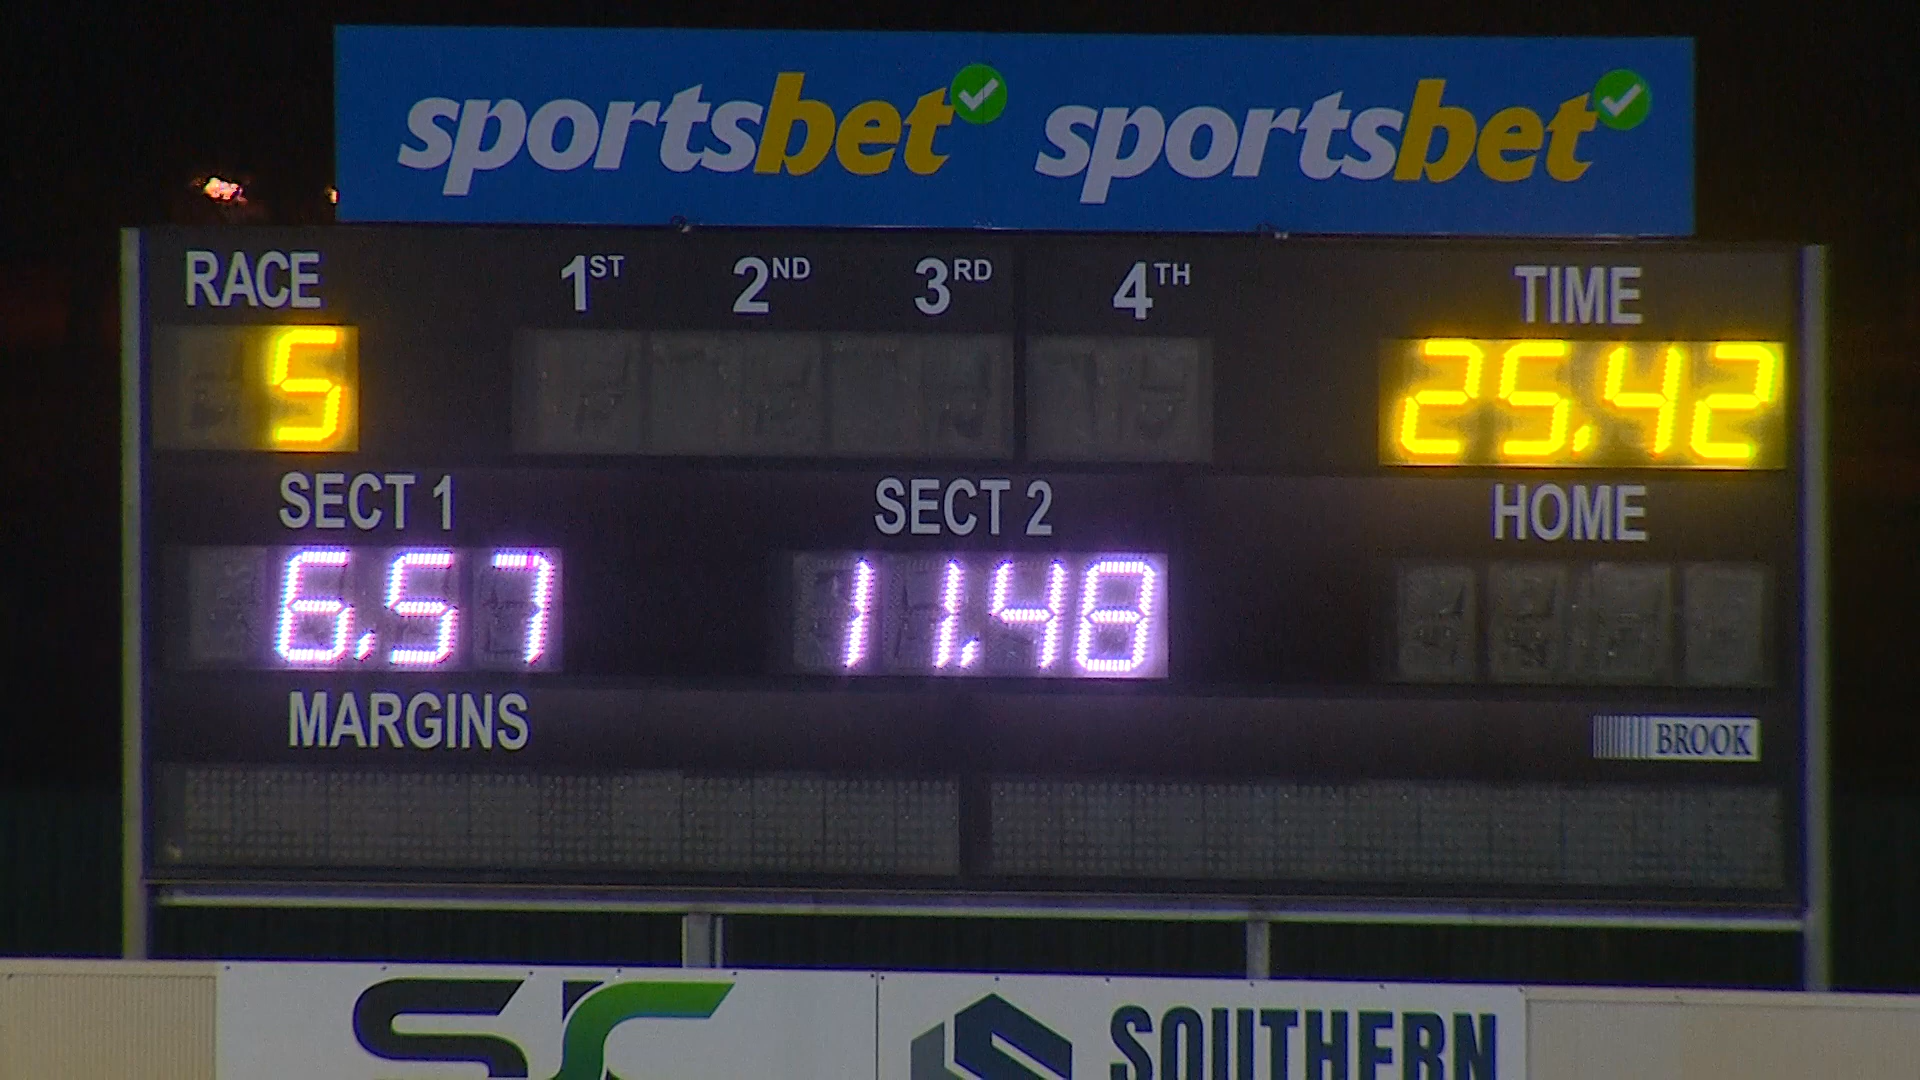 sportsbet sportsbet
RACE 1ST 2ND 3RD 4TH TIME
5 25.42
SECT 1 SECT 2 HOME
6.57 11.48
MARGINS
BROOK
SOUTHERN